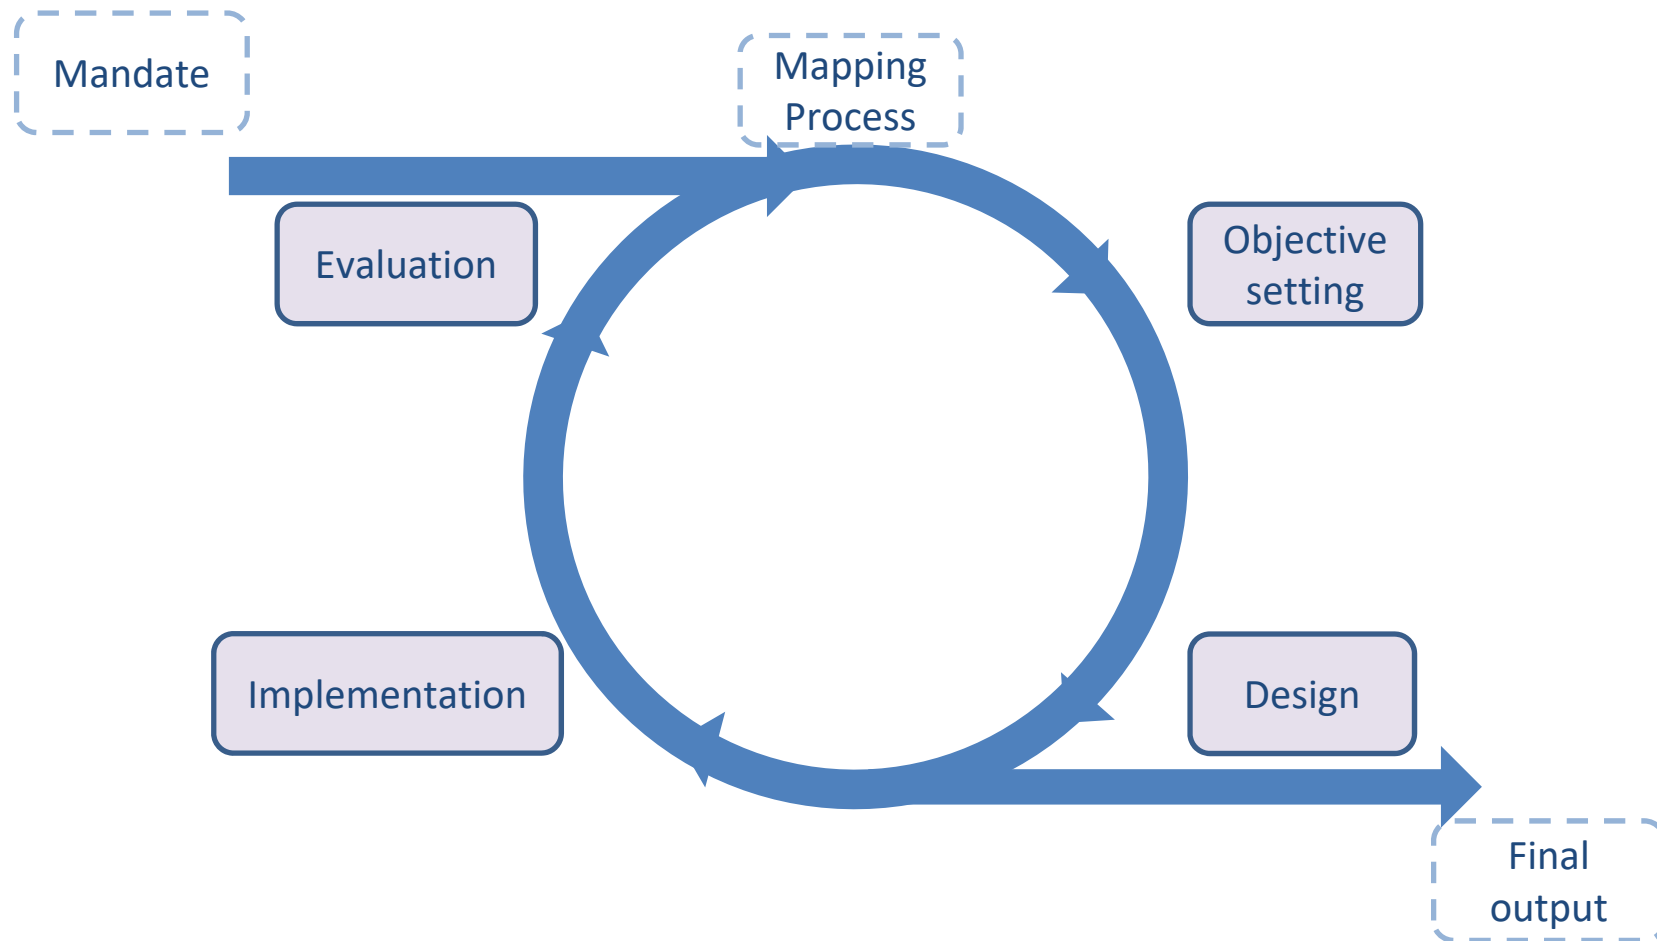 Mandate
Mapping
Process
Evaluation
Objective
setting
Implementation
Design
Final
output